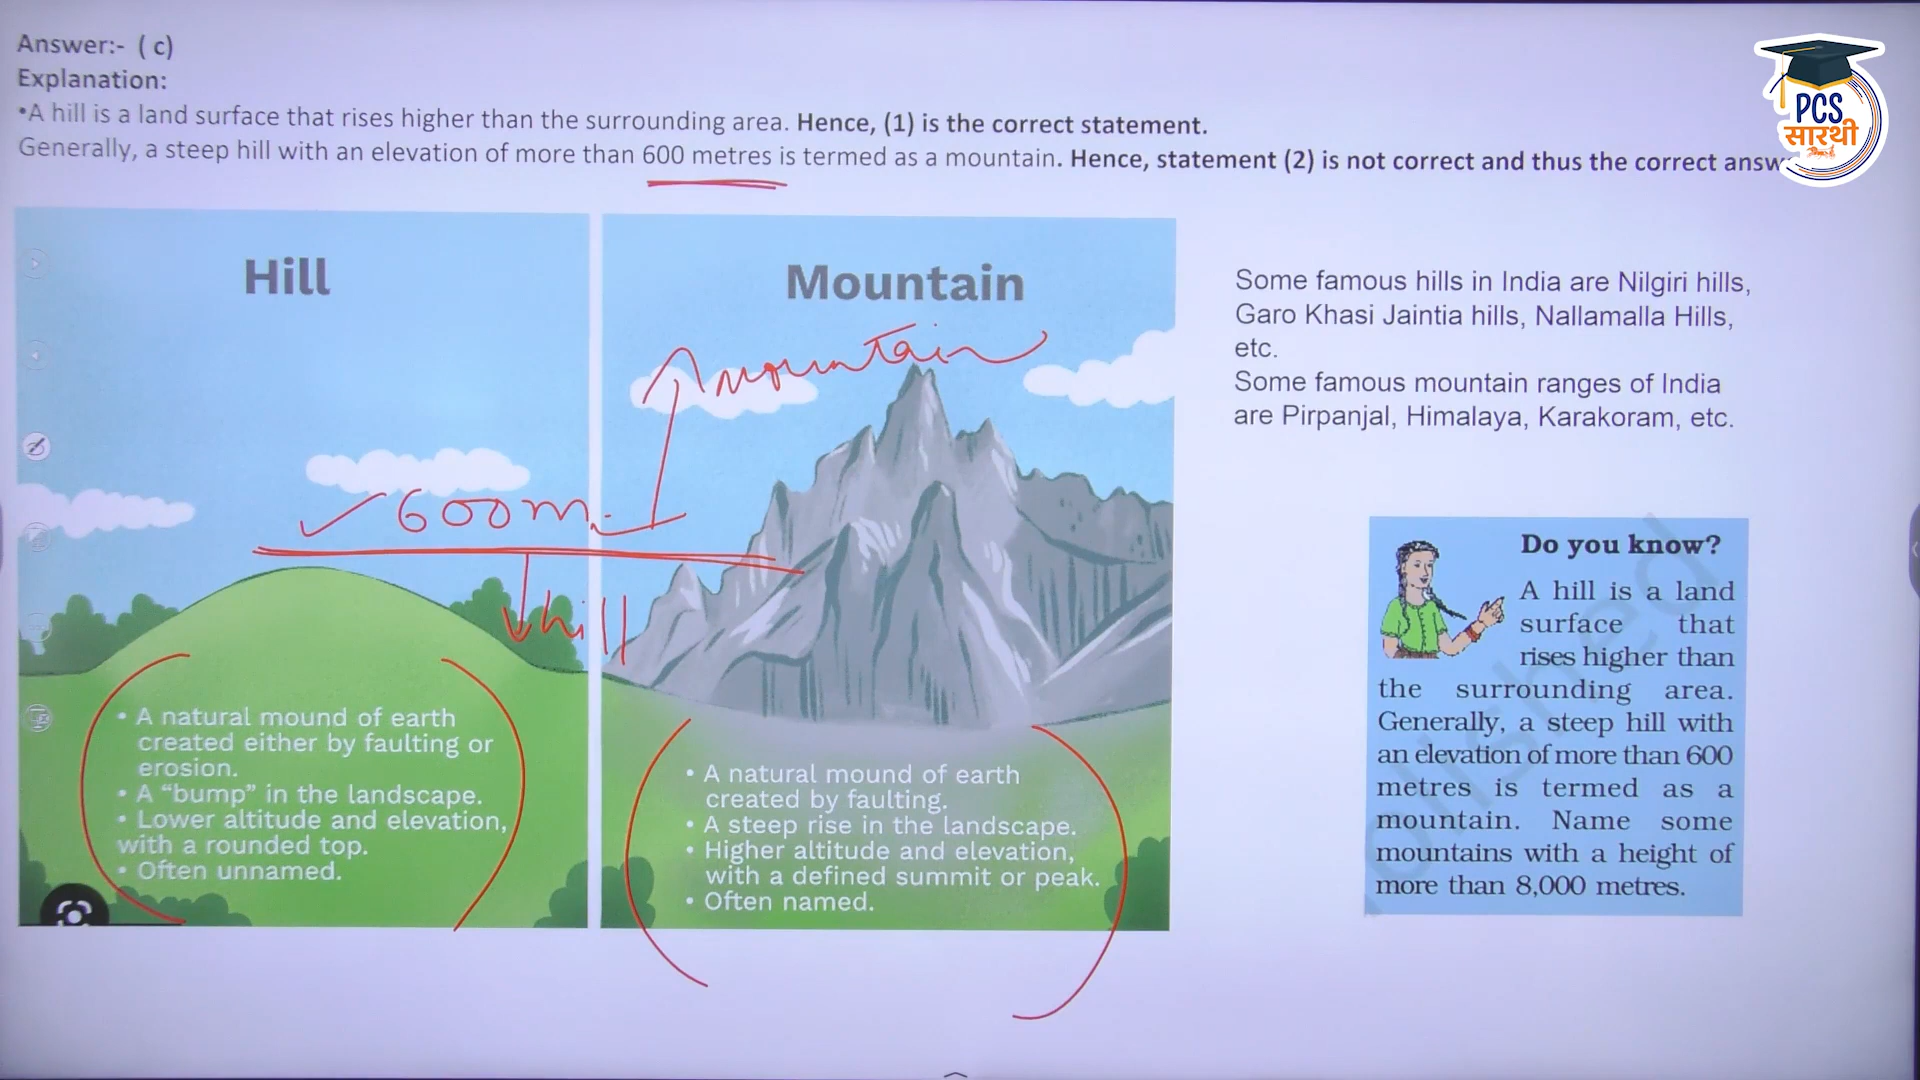 Answer:- ( c)
Explanation:
•A hill is a land surface that rises higher than the surrounding area. Hence, (1) is the correct statement.
Generally, a steep hill with an elevation of more than 600 metres is termed as a mountain. Hence, statement (2) is not correct and thus the correct
PCS
सारथी
Hill
Mountain
mountain
600m
hill
• A natural mound of earth
created either by faulting or
erosion.
• A “bump” in the landscape.
• Lower altitude and elevation,
with a rounded top.
• Often unnamed.
• A natural mound of earth
created by faulting.
• A steep rise in the landscape.
• Higher altitude and elevation,
with a defined summit or peak.
• Often named.
Some famous hills in India are Nilgiri hills,
Garo Khasi Jaintia hills, Nallamalla Hills,
etc.
Some famous mountain ranges of India
are Pirpanjal, Himalaya, Karakoram, etc.
Do you know?
A hill is a land
surface that
rises higher than
the surrounding area.
Generally, a steep hill with
an elevation of more than 600
metres is termed as a
mountain. Name some
mountains with a height of
more than 8,000 metres.